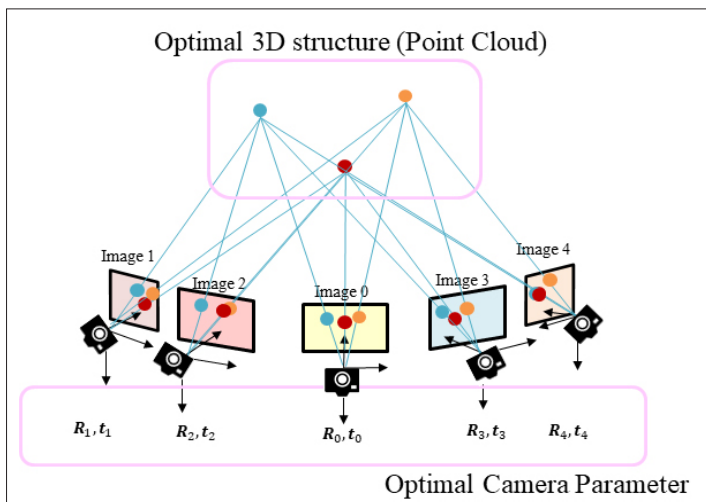 Optimal 3D structure (Point Cloud)
Image 1
Image 2
Image 0
Image 3
Image 4
R₁, t₁
R₂, t₂
R₀, t₀
R₃, t₃
R₄, t₄
Optimal Camera Parameter